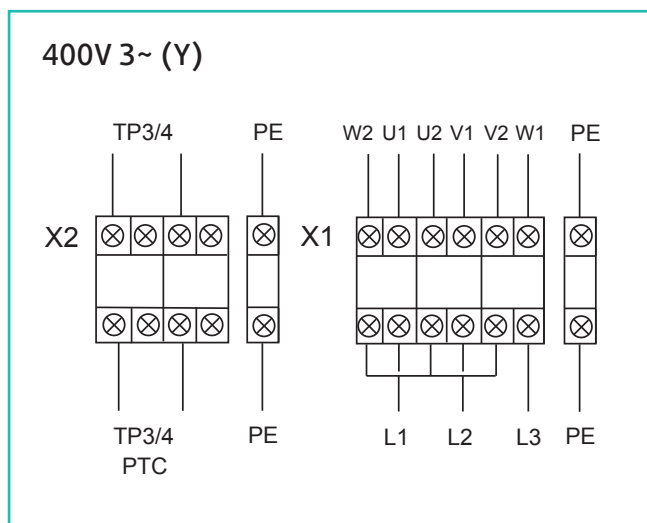 400V 3~ (Y)
TP3/4 PE W2 U1 U2 V1 V2 W1 PE
X2 X1
TP3/4 PE L1 L2 L3 PE
PTC